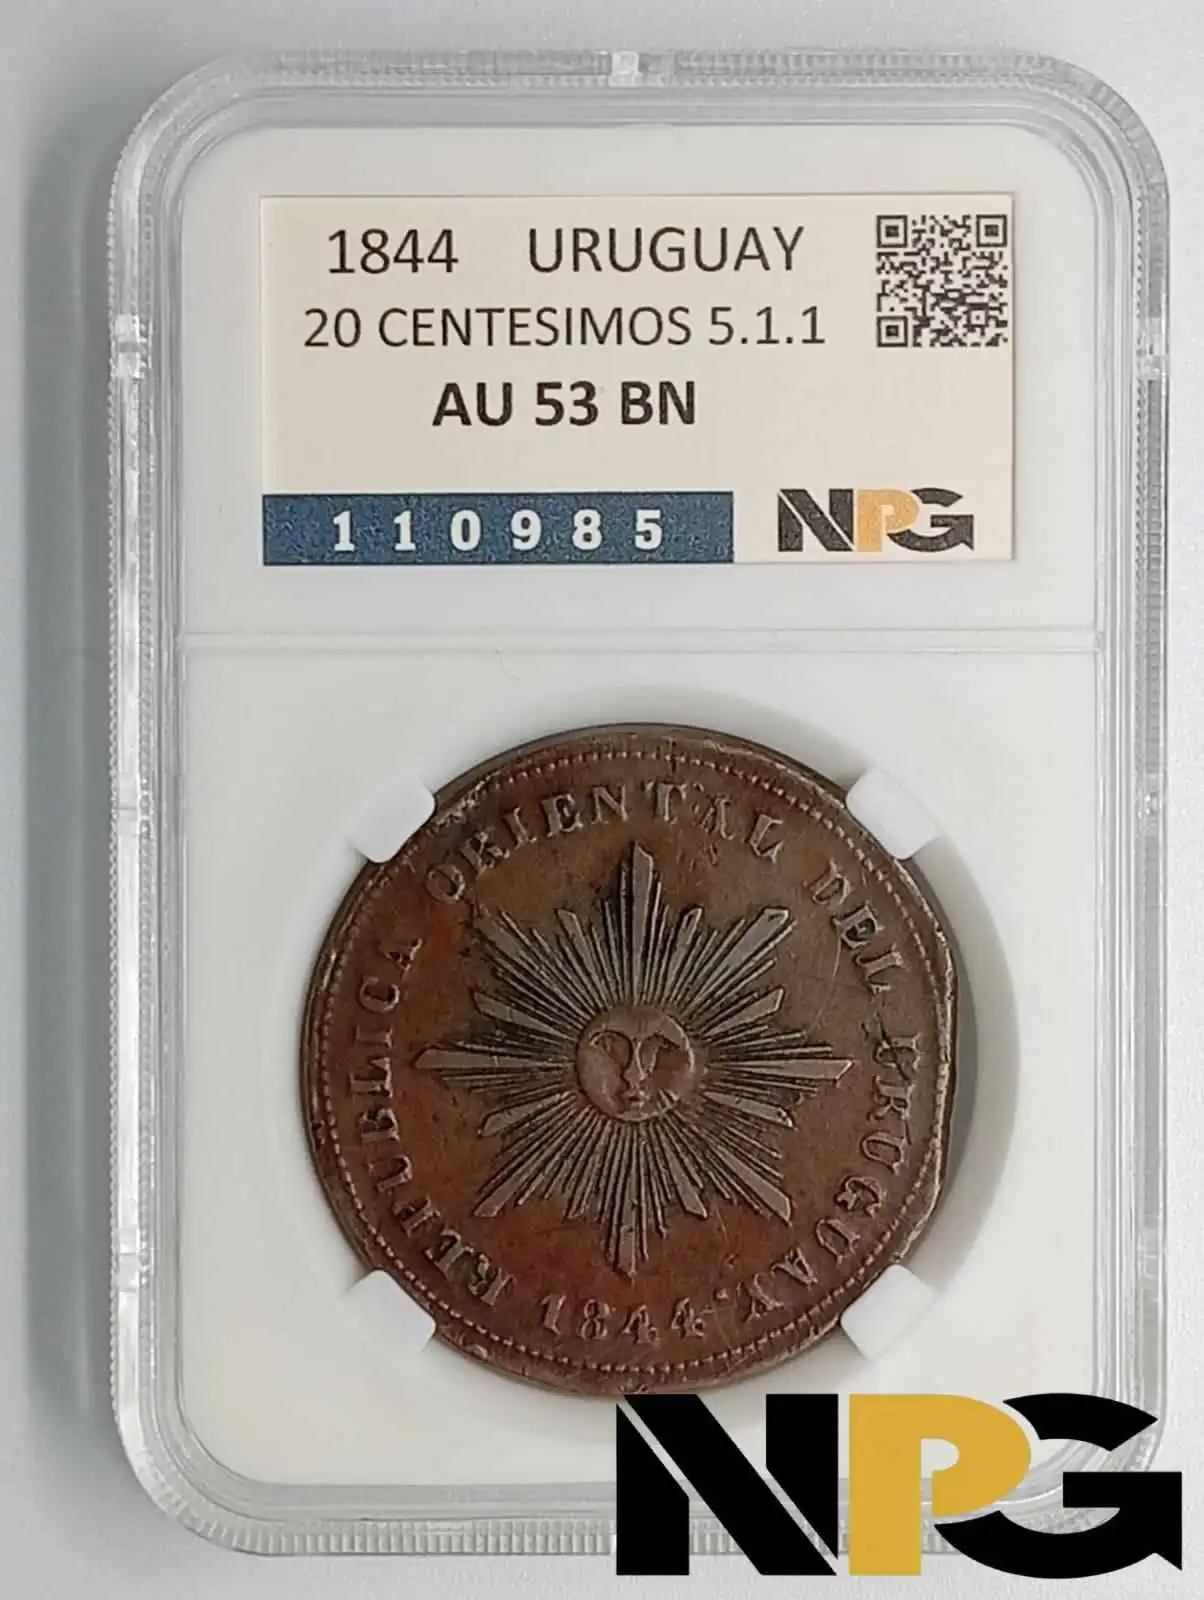 1844 URUGUAY
20 CENTESIMOS 5.1.1
AU 53 BN
110985
NPG
REPUBLICA ORIENTAL DEL URUGUAY.
1844
NPG